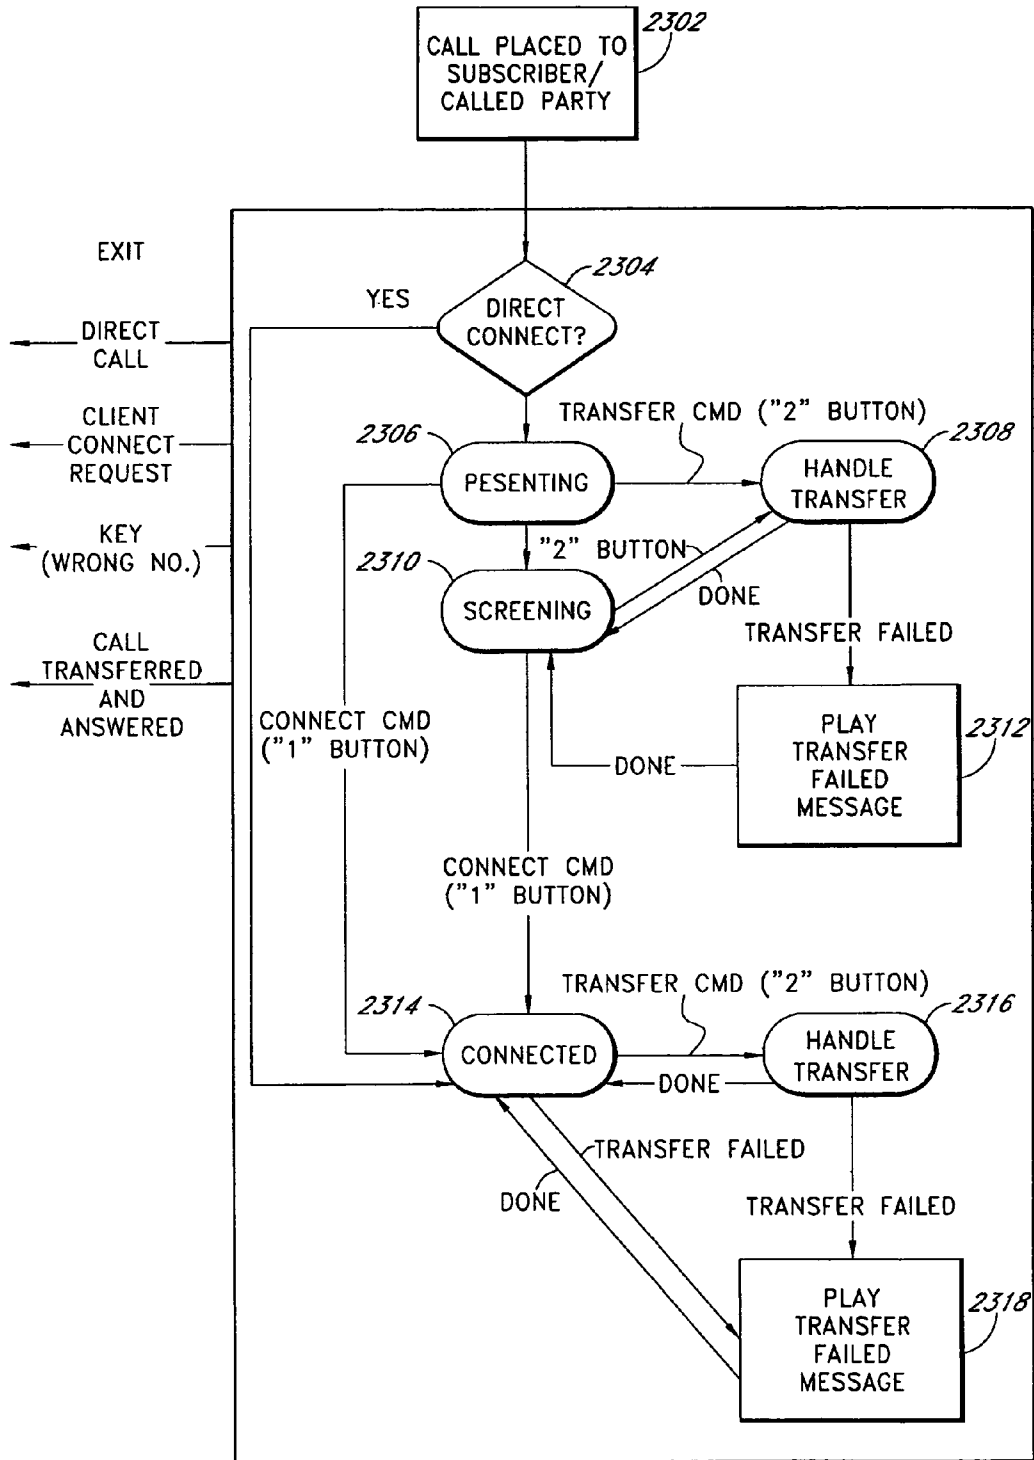 2302
CALL PLACED TO
SUBSCRIBER/
CALLED PARTY
EXIT
DIRECT
CALL
CLIENT
CONNECT
REQUEST
KEY
(WRONG NO.)
CALL
TRANSFERRED
AND
ANSWERED
2304
YES
DIRECT
CONNECT?
TRANSFER CMD ("2" BUTTON)
2306
PESENTING
2308
HANDLE
TRANSFER
"2" BUTTON
DONE
2310
SCREENING
TRANSFER FAILED
CONNECT CMD
("1" BUTTON)
2312
PLAY
TRANSFER
FAILED
MESSAGE
DONE
CONNECT CMD
("1" BUTTON)
TRANSFER CMD ("2" BUTTON)
2314
CONNECTED
2316
HANDLE
TRANSFER
DONE
TRANSFER FAILED
DONE
TRANSFER FAILED
2318
PLAY
TRANSFER
FAILED
MESSAGE